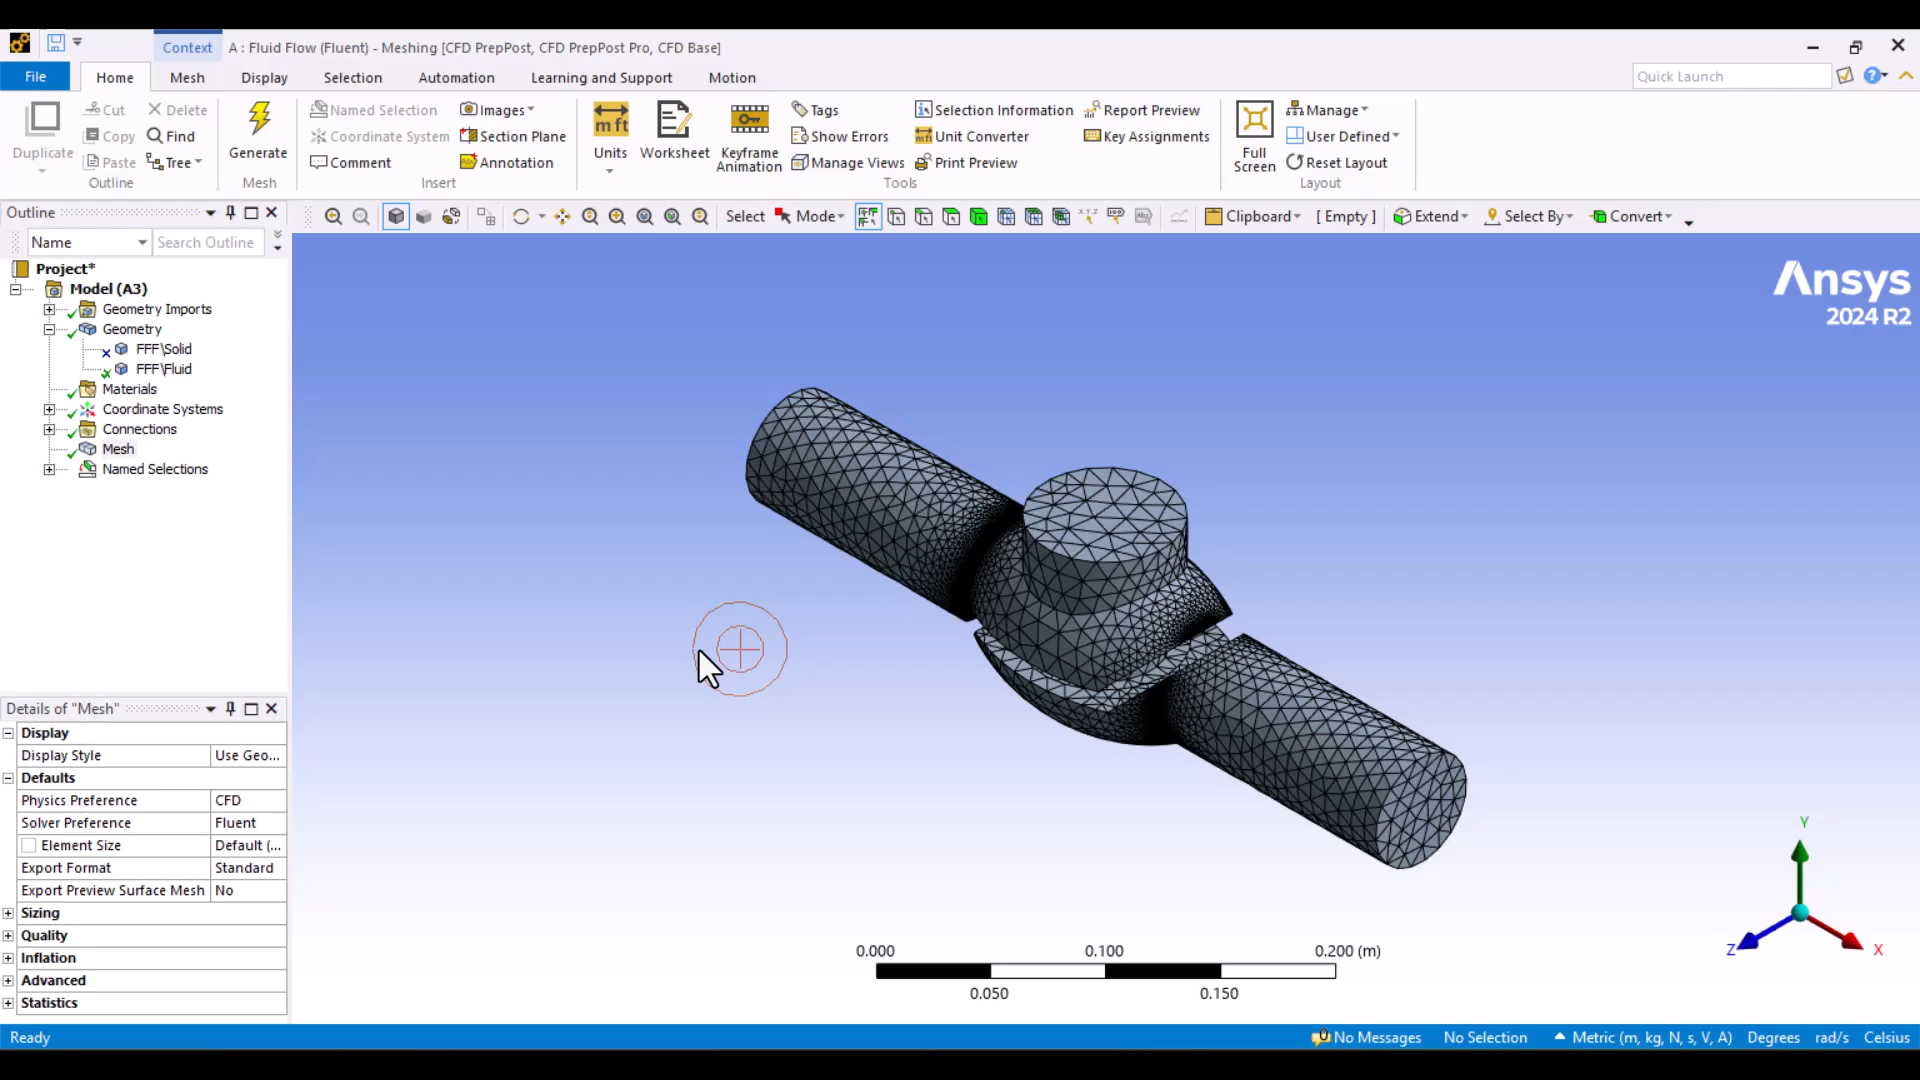 Context A : Fluid Flow (Fluent) - Meshing [CFD PrepPost, CFD PrepPost Pro, CFD Base]
File Home Mesh Display Selection Automation Learning and Support Motion Quick Launch
Duplicate
Cut Delete
Copy Find
Paste Tree
Outline
Generate
Mesh
Named Selection Images
Coordinate System Section Plane
Comment Annotation
Insert
Units Worksheet Keyframe Animation
Tags Selection Information Report Preview
Show Errors Unit Converter Key Assignments
Manage Views Print Preview
Tools
Full Screen
Manage
User Defined
Reset Layout
Layout
Outline
Select Mode Clipboard [ Empty ] Extend Select By Convert
Name Search Outline
Project*
Model (A3)
Geometry Imports
Geometry
FFF\Solid
FFF\Fluid
Materials
Coordinate Systems
Connections
Mesh
Named Selections
Ansys
2024 R2
Details of "Mesh"
Display
Display Style Use Geo...
Defaults
Physics Preference CFD
Solver Preference Fluent
Element Size Default (...
Export Format Standard
Export Preview Surface Mesh No
Sizing
Quality
Inflation
Advanced
Statistics
0.000 0.100 0.200 (m)
0.050 0.150
Y
Z X
Ready No Messages No Selection Metric (m, kg, N, s, V, A) Degrees rad/s Celsius